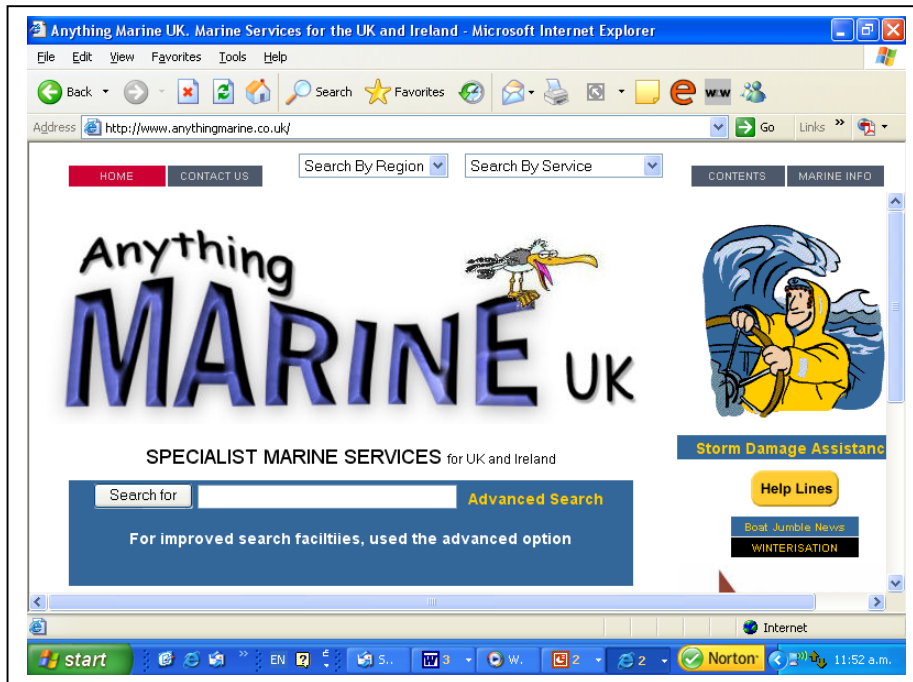 Anything Marine UK. Marine Services for the UK and Ireland - Microsoft Internet Explorer
File Edit View Favorites Tools Help
Back Search Favorites W&W
Address http://www.anythingmarine.co.uk/ Go Links »
HOME CONTACT US Search By Region Search By Service CONTENTS MARINE INFO
Anything
MARINE UK
SPECIALIST MARINE SERVICES for UK and Ireland
Storm Damage Assistanc
Search for Advanced Search
Help Lines
For improved search faciltiies, used the advanced option
Boat Jumble News
WINTERISATION
Internet
start » EN S.. 3 W. 2 2 Norton 11:52 a.m.